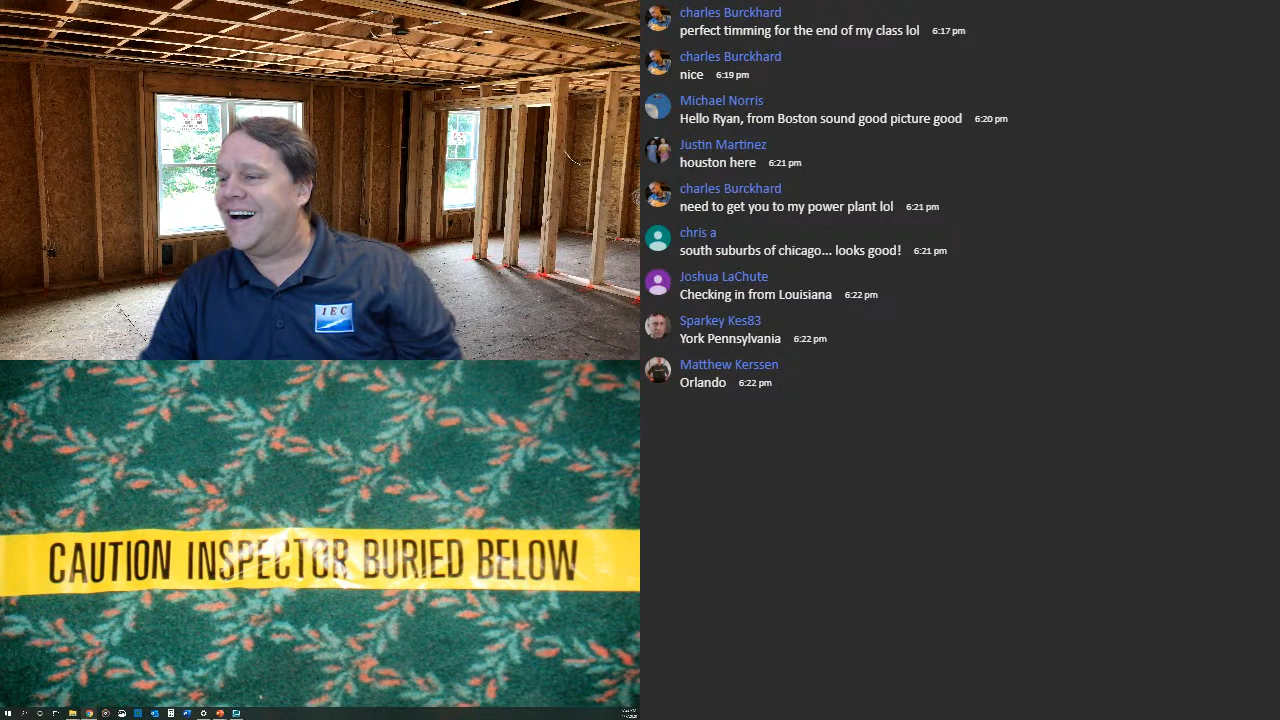 IEC
CAUTION INSPECTOR BURIED BELOW
charles Burckhard
perfect timming for the end of my class lol 6:17 pm
charles Burckhard
nice 6:19 pm
Michael Norris
Hello Ryan, from Boston sound good picture good 6:20 pm
Justin Martinez
houston here 6:21 pm
charles Burckhard
need to get you to my power plant lol 6:21 pm
chris a
south suburbs of chicago... looks good! 6:21 pm
Joshua LaChute
Checking in from Louisiana 6:22 pm
Sparkey Kes83
York Pennsylvania 6:22 pm
Matthew Kerssen
Orlando 6:22 pm